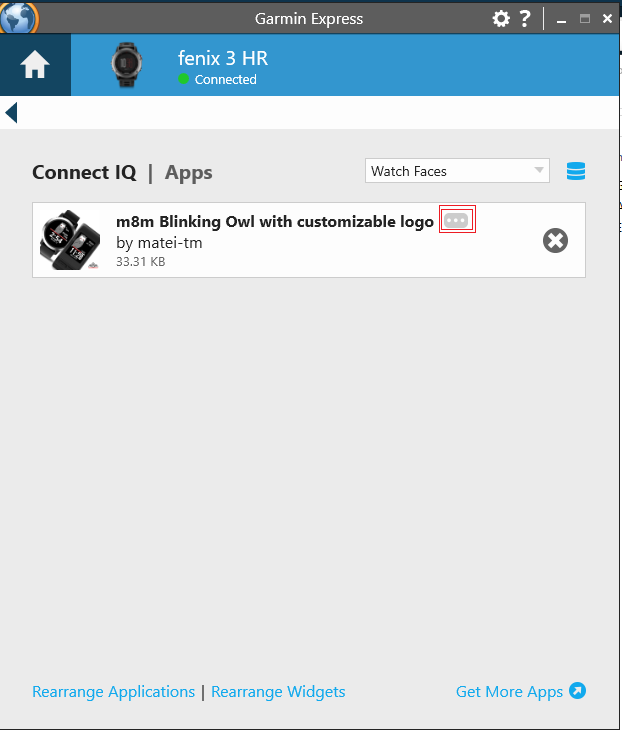 Garmin Express
?
fenix 3 HR
Connected
Connect IQ | Apps
Watch Faces
m8m Blinking Owl with customizable logo
by matei-tm
33.31 KB
Rearrange Applications | Rearrange Widgets
Get More Apps